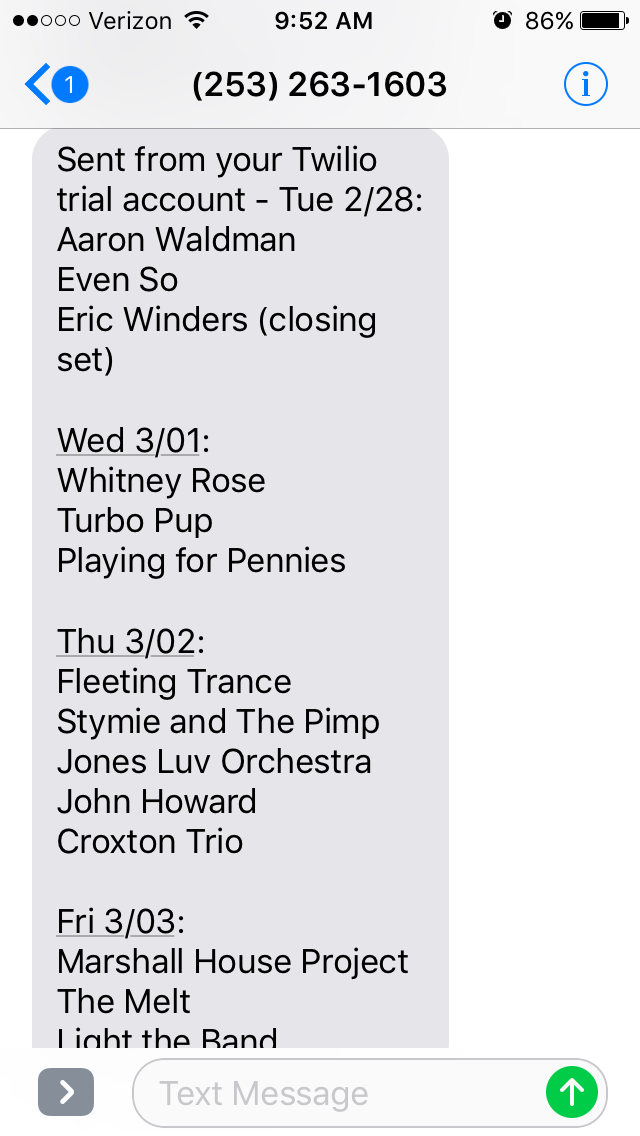 Verizon 9:52 AM 86%
1 (253) 263-1603 i
Sent from your Twilio
trial account - Tue 2/28:
Aaron Waldman
Even So
Eric Winders (closing
set)
Wed 3/01:
Whitney Rose
Turbo Pup
Playing for Pennies
Thu 3/02:
Fleeting Trance
Stymie and The Pimp
Jones Luv Orchestra
John Howard
Croxton Trio
Fri 3/03:
Marshall House Project
The Melt
Light the Band
Text Message